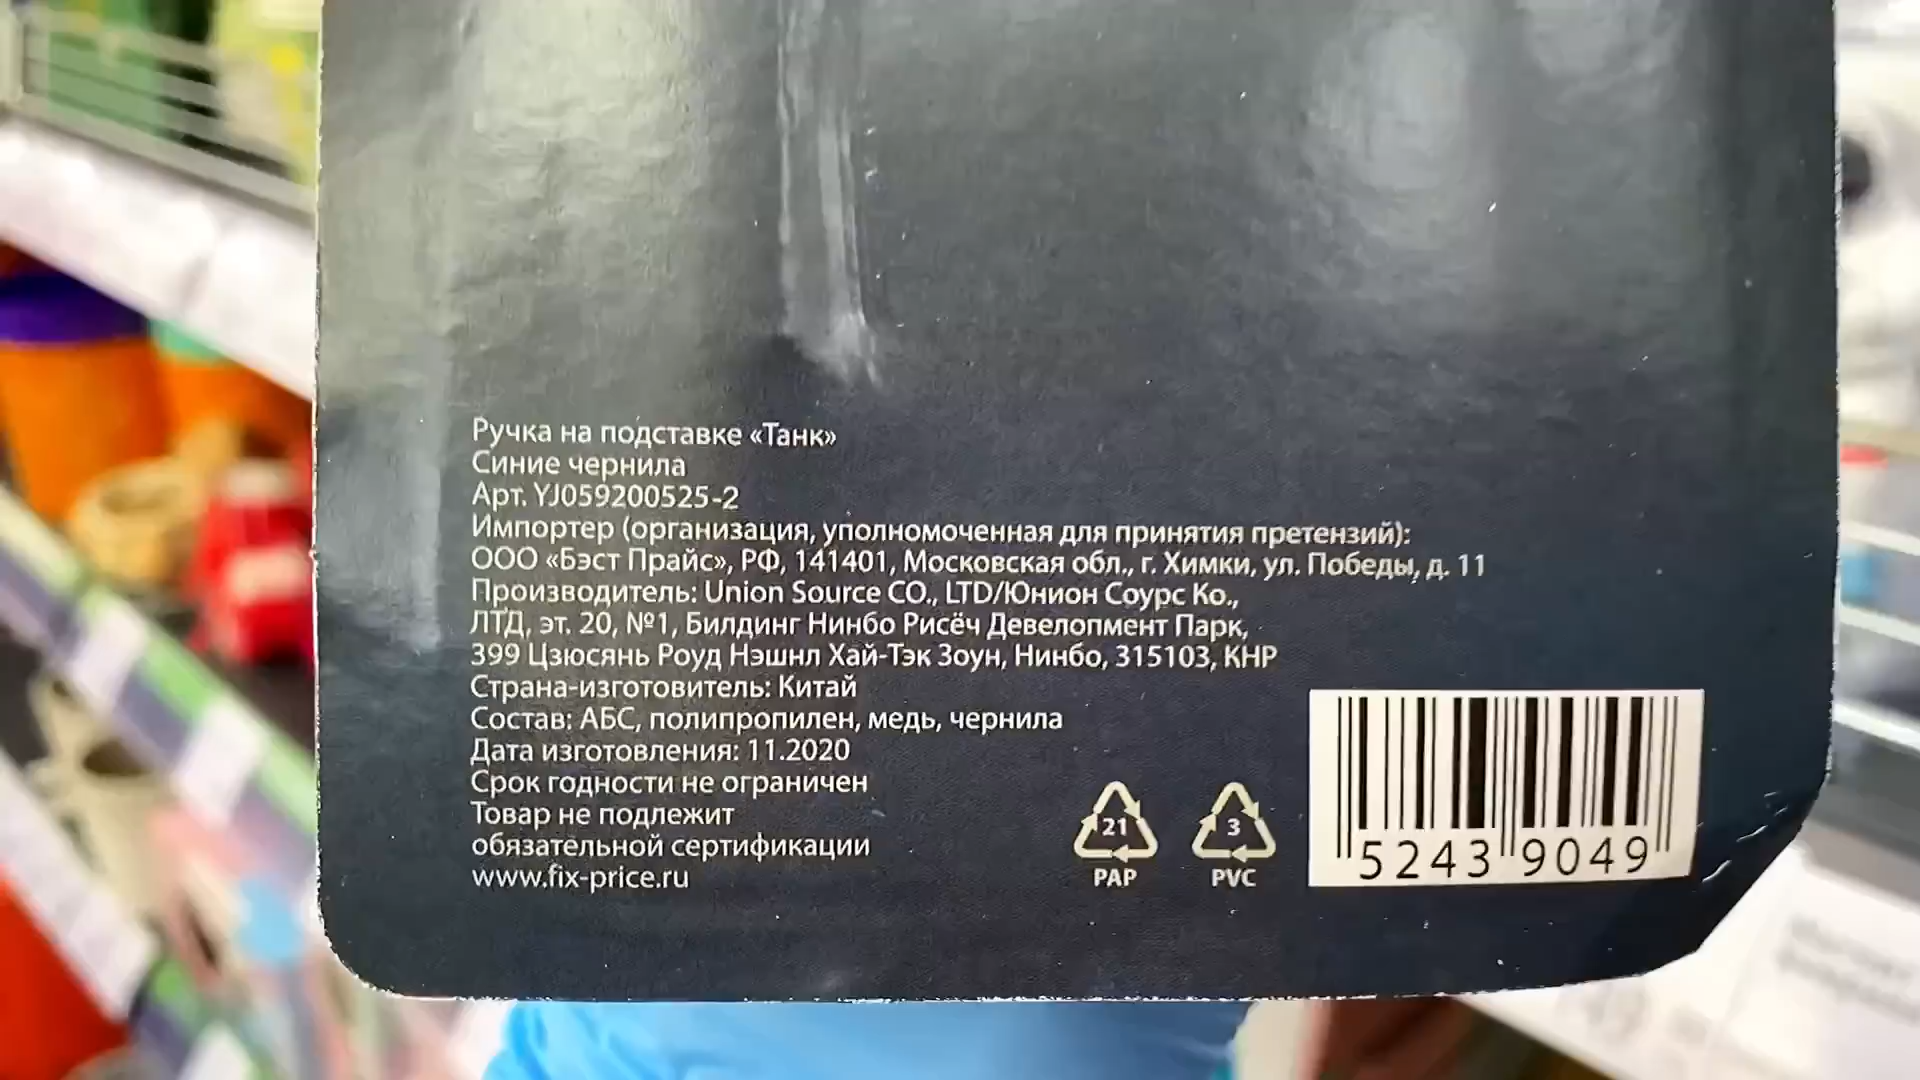 Ручка на подставке «Танк»
Синие чернила
Арт. YJ059200525-2
Импортер (организация, уполномоченная для принятия претензий):
ООО «Бэст Прайс», РФ, 141401, Московская обл., г. Химки, ул. Победы, д. 11
Производитель: Union Source CO., LTD/Юнион Соурс Ко.,
ЛТД, эт. 20, №1, Билдинг Нинбо Рисёч Девелопмент Парк,
399 Цзюсянь Роуд Нэшнл Хай-Тэк Зоун, Нинбо, 315103, КНР
Страна-изготовитель: Китай
Состав: АБС, полипропилен, медь, чернила
Дата изготовления: 11.2020
Срок годности не ограничен
Товар не подлежит
обязательной сертификации
www.fix-price.ru
21
PAP
3
PVC
5243 9049